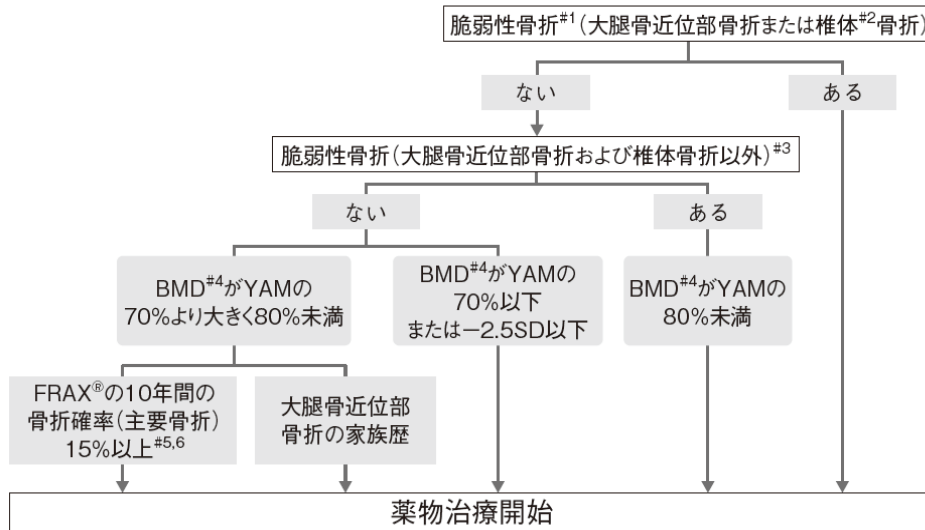 脆弱性骨折#1(大腿骨近位部骨折または椎体#2骨折)
ない
ある
脆弱性骨折(大腿骨近位部骨折および椎体骨折以外)#3
ない
ある
BMD#4がYAMの
70%より大きく80%未満
BMD#4がYAMの
70%以下
または−2.5SD以下
BMD#4がYAMの
80%未満
FRAX®の10年間の
骨折確率(主要骨折)
15%以上#5,6
大腿骨近位部
骨折の家族歴
薬物治療開始